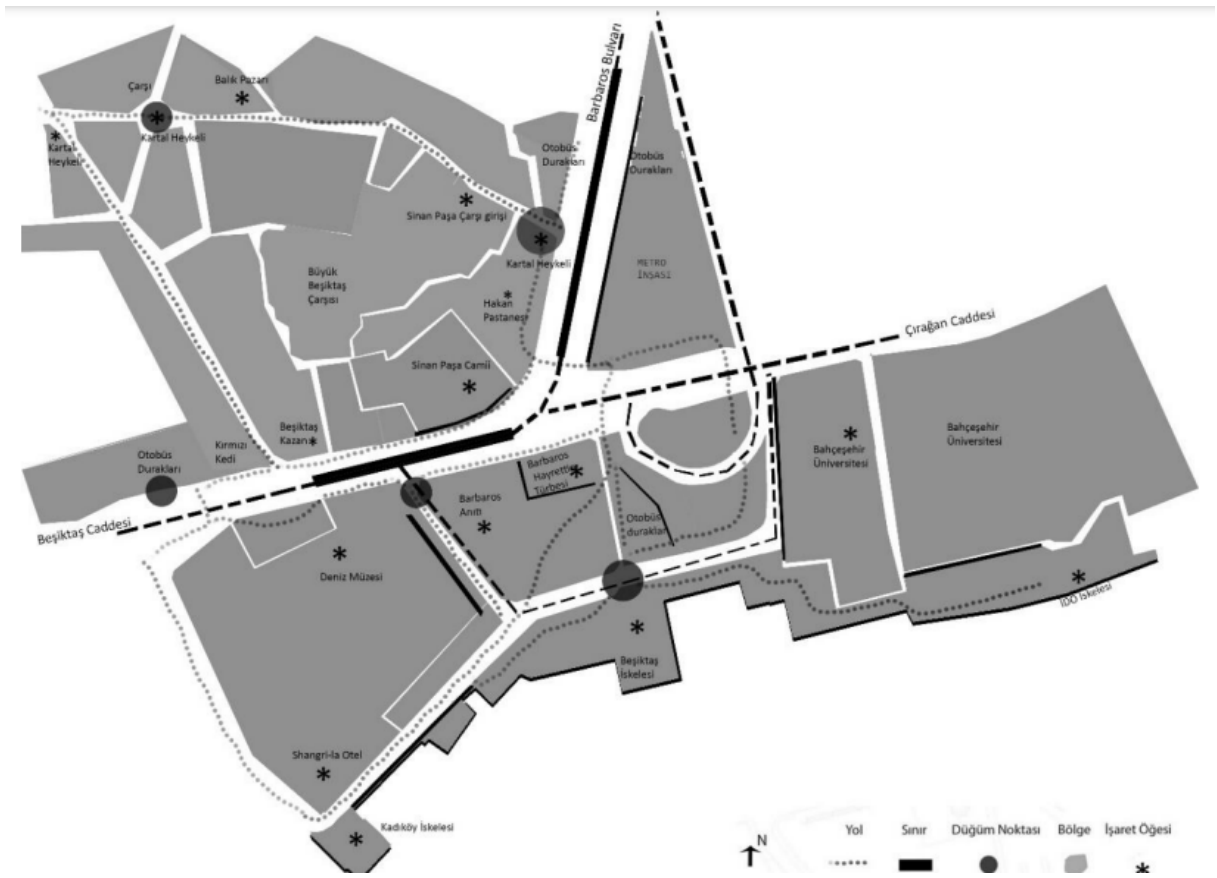 Barbaros Bulvarı
Çarşı
Balık Pazarı
Kartal Heykeli
Kartal
Heykeli
Otobüs
Durakları
Otobüs
Durakları
Sinan Paşa Çarşı girişi
Kartal Heykeli
METRO
İNŞASI
Büyük
Beşiktaş
Çarşısı
Hakan
Pastanesi
Çırağan Caddesi
Sinan Paşa Camii
Beşiktaş
Kazanı
Kırmızı
Kedi
Otobüs
Durakları
Bahçeşehir
Üniversitesi
Bahçeşehir
Üniversitesi
Barbaros
Hayrettin
Türbesi
Barbaros
Anıtı
Otobüs
durakları
Beşiktaş Caddesi
Deniz Müzesi
İDO İskelesi
Beşiktaş
İskelesi
Shangri-la Otel
Kadıköy İskelesi
N
Yol
Sınır
Düğüm Noktası
Bölge
İşaret Öğesi